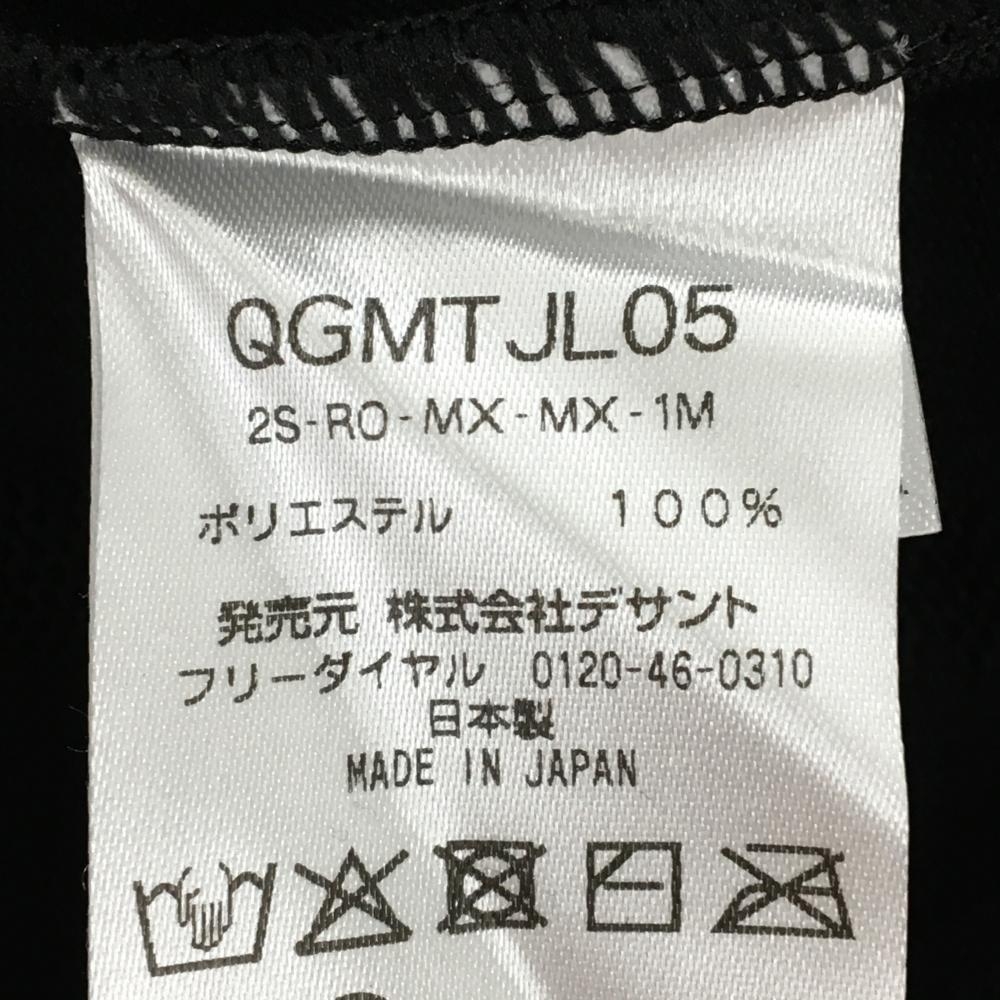 QGMTJL05
2S-RO-MX-MX-1M
ポリエステル 100%
発売元 株式会社デサント
フリーダイヤル 0120-46-0310
日本製
MADE IN JAPAN